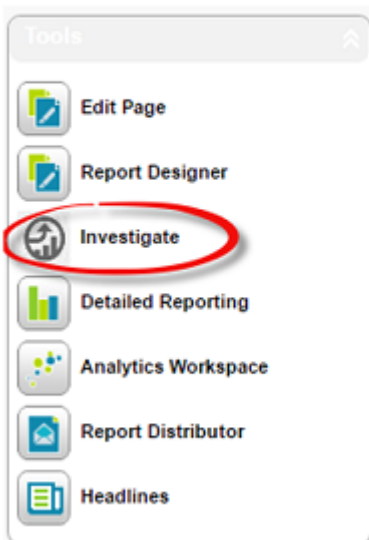 Tools
Edit Page
Report Designer
Investigate
Detailed Reporting
Analytics Workspace
Report Distributor
Headlines